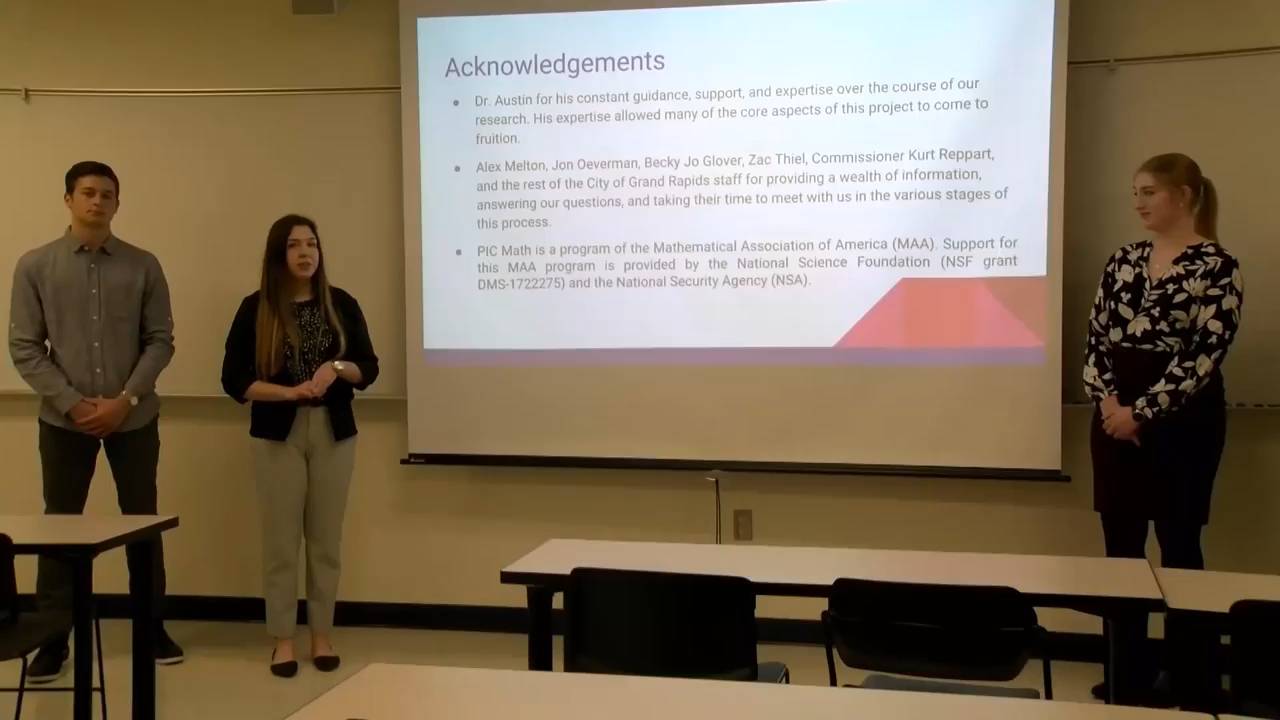 Acknowledgements
● Dr. Austin for his constant guidance, support, and expertise over the course of our
research. His expertise allowed many of the core aspects of this project to come to
fruition.
● Alex Melton, Jon Oeverman, Becky Jo Glover, Zac Thiel, Commissioner Kurt Reppart,
and the rest of the City of Grand Rapids staff for providing a wealth of information,
answering our questions, and taking their time to meet with us in the various stages of
this process.
● PIC Math is a program of the Mathematical Association of America (MAA). Support for
this MAA program is provided by the National Science Foundation (NSF grant
DMS-1722275) and the National Security Agency (NSA).